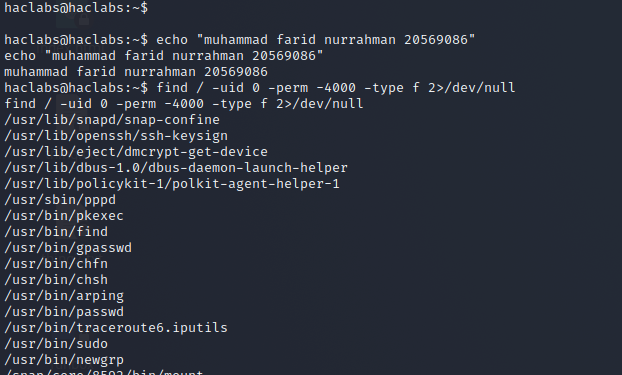 haclabs@haclabs:~$
haclabs@haclabs:~$ echo "muhammad farid nurrahman 20569086"
echo "muhammad farid nurrahman 20569086"
muhammad farid nurrahman 20569086
haclabs@haclabs:~$ find / -uid 0 -perm -4000 -type f 2>/dev/null
find / -uid 0 -perm -4000 -type f 2>/dev/null
/usr/lib/snapd/snap-confine
/usr/lib/openssh/ssh-keysign
/usr/lib/eject/dmcrypt-get-device
/usr/lib/dbus-1.0/dbus-daemon-launch-helper
/usr/lib/policykit-1/polkit-agent-helper-1
/usr/sbin/pppd
/usr/bin/pkexec
/usr/bin/find
/usr/bin/gpasswd
/usr/bin/chfn
/usr/bin/chsh
/usr/bin/arping
/usr/bin/passwd
/usr/bin/traceroute6.iputils
/usr/bin/sudo
/usr/bin/newgrp